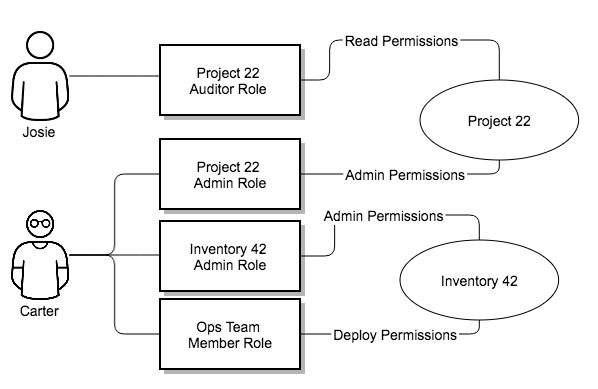 Josie
Project 22
Auditor Role
Read Permissions
Project 22
Project 22
Admin Role
Admin Permissions
Carter
Inventory 42
Admin Role
Admin Permissions
Inventory 42
Ops Team
Member Role
Deploy Permissions